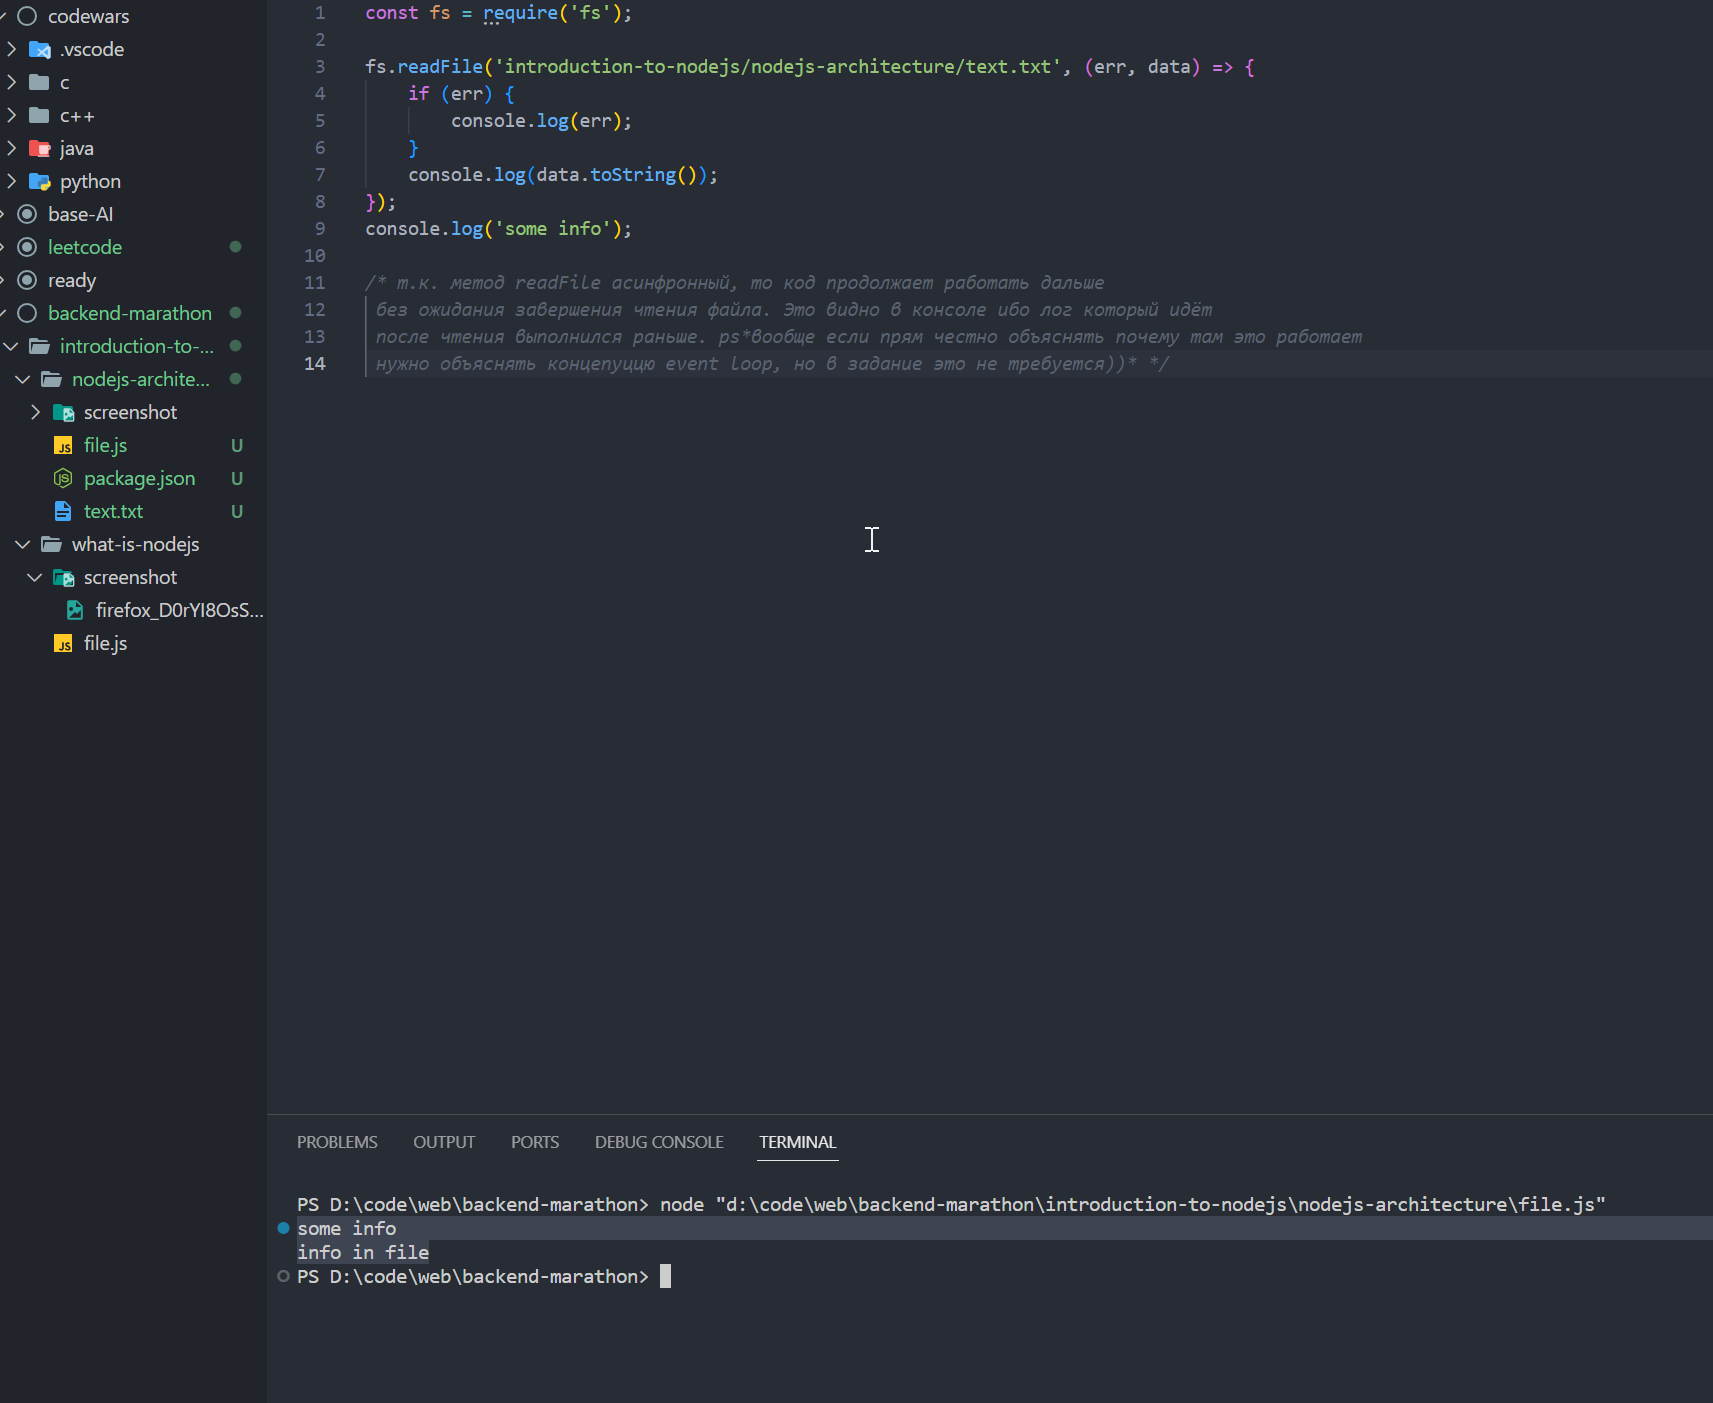 codewars
.vscode
c
c++
java
python
base-AI
leetcode
ready
backend-marathon
introduction-to-...
nodejs-archite...
screenshot
file.js U
package.json U
text.txt U
what-is-nodejs
screenshot
firefox_D0rYI8OsS...
file.js
1 const fs = require('fs');
2
3 fs.readFile('introduction-to-nodejs/nodejs-architecture/text.txt', (err, data) => {
4 if (err) {
5 console.log(err);
6 }
7 console.log(data.toString());
8 });
9 console.log('some info');
10
11 /* т.к. метод readFile асинфронный, то код продолжает работать дальше
12 без ожидания завершения чтения файла. Это видно в консоле ибо лог который идёт
13 после чтения выполнился раньше. ps*вообще если прям честно объяснять почему там это работает
14 нужно объяснять концепуццю event loop, но в задание это не требуется))* */
PROBLEMS OUTPUT PORTS DEBUG CONSOLE TERMINAL
PS D:\code\web\backend-marathon> node "d:\code\web\backend-marathon\introduction-to-nodejs\nodejs-architecture\file.js"
some info
info in file
PS D:\code\web\backend-marathon>